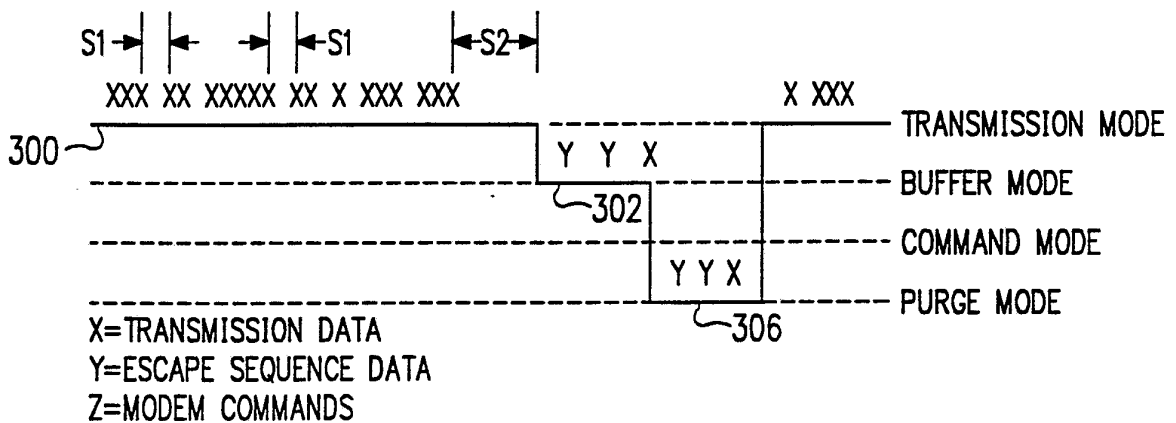 S1 S1 S2
XXX XX XXXXX XX X XXX XXX X XXX
TRANSMISSION MODE
300
Y Y X
BUFFER MODE
302
COMMAND MODE
Y Y X
PURGE MODE
306
X=TRANSMISSION DATA
Y=ESCAPE SEQUENCE DATA
Z=MODEM COMMANDS